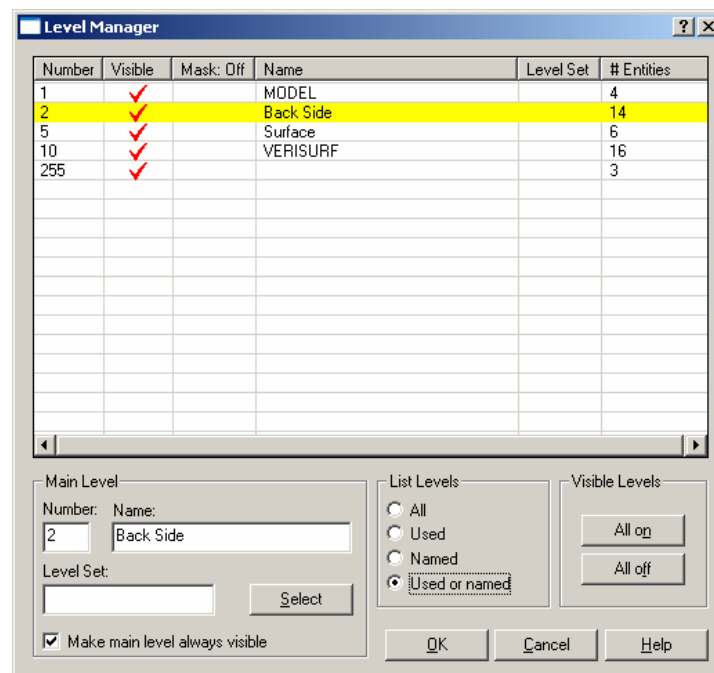 Level Manager
Number Visible Mask: Off Name Level Set # Entities
1 MODEL 4
2 Back Side 14
5 Surface 6
10 VERISURF 16
255 3
Main Level
Number: Name:
2 Back Side
Level Set:
Select
Make main level always visible
List Levels
All
Used
Named
Used or named
Visible Levels
All on
All off
OK Cancel Help